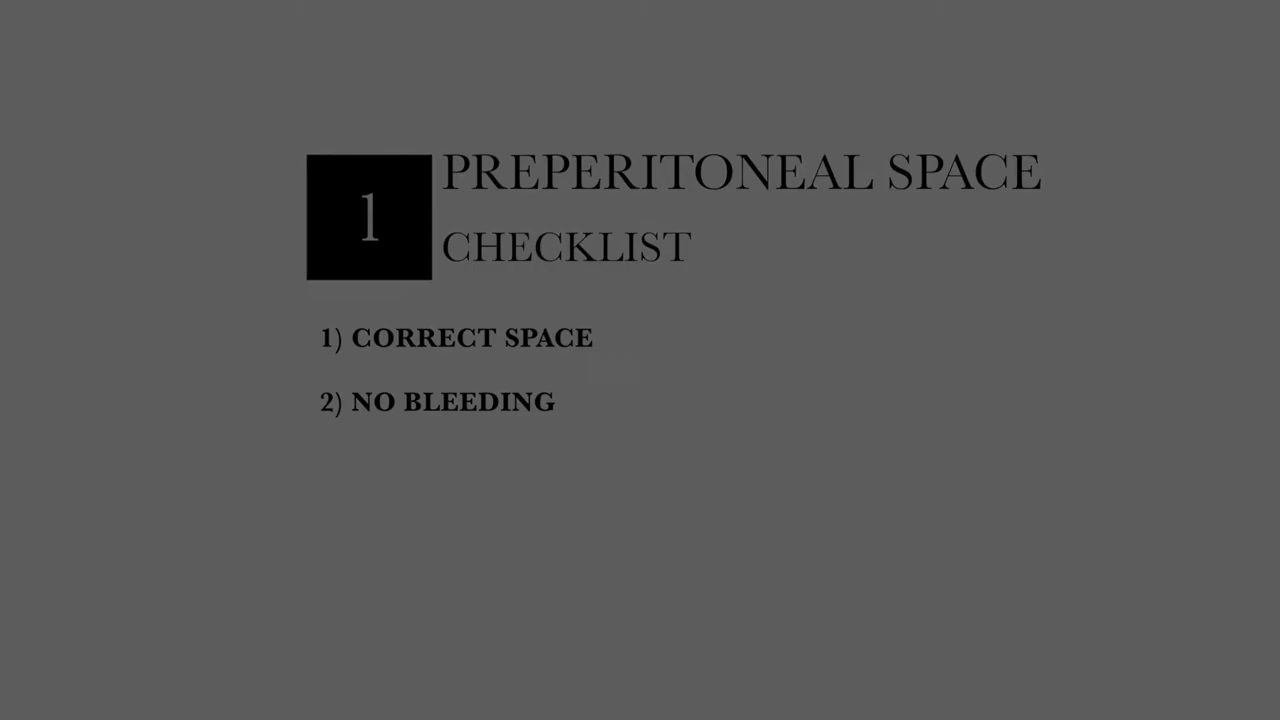 1
PREPERITONEAL SPACE
CHECKLIST
1) CORRECT SPACE
2) NO BLEEDING